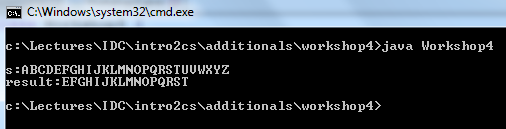 C:\Windows\system32\cmd.exe
c:\Lectures\IDC\intro2cs\additionals\workshop4>java Workshop4
s:ABCDEFGHIJKLMNOPQRSTUVWXYZ
result:EFGHIJKLMNOPQRST
c:\Lectures\IDC\intro2cs\additionals\workshop4>